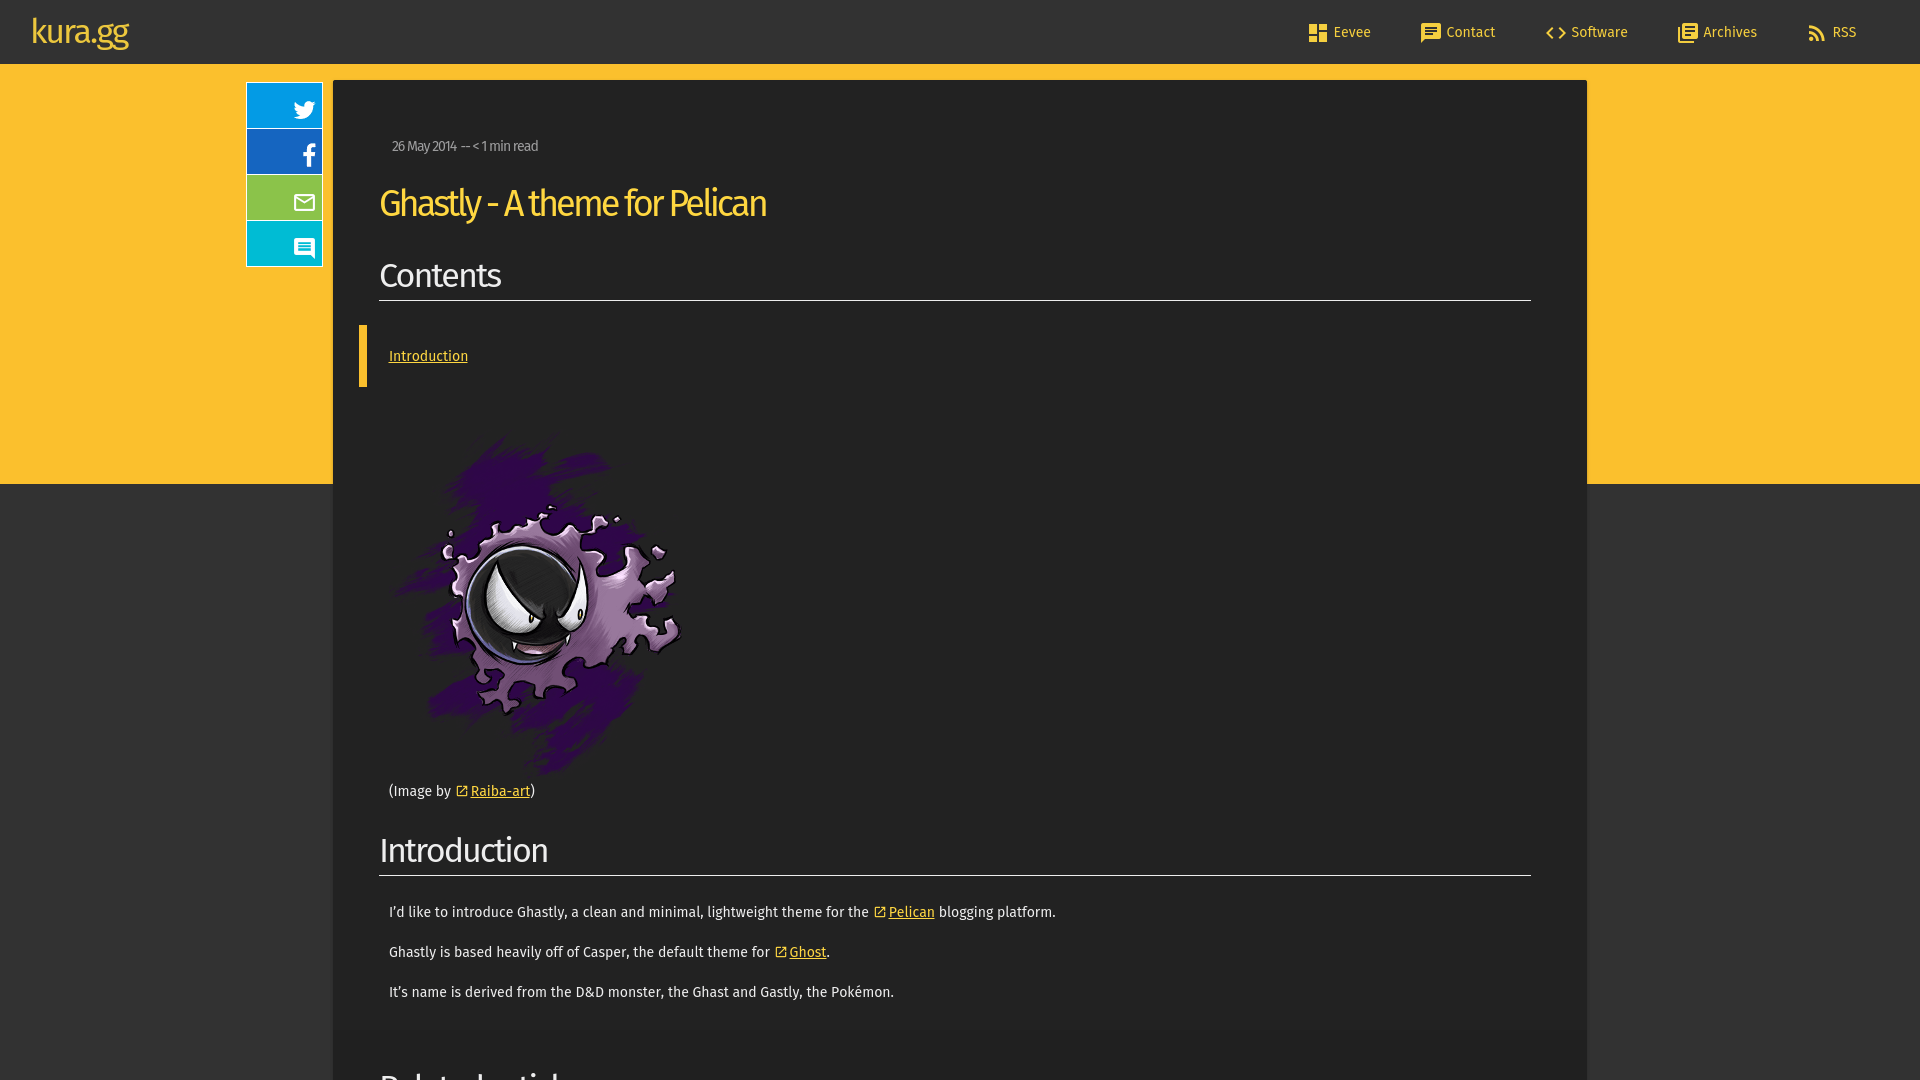 kura.gg
Eevee
Contact
Software
Archives
RSS
26 May 2014 -- < 1 min read
Ghastly - A theme for Pelican
Contents
Introduction
(Image by Raiba-art)
Introduction
I’d like to introduce Ghastly, a clean and minimal, lightweight theme for the Pelican blogging platform.
Ghastly is based heavily off of Casper, the default theme for Ghost.
It’s name is derived from the D&D monster, the Ghast and Gastly, the Pokémon.